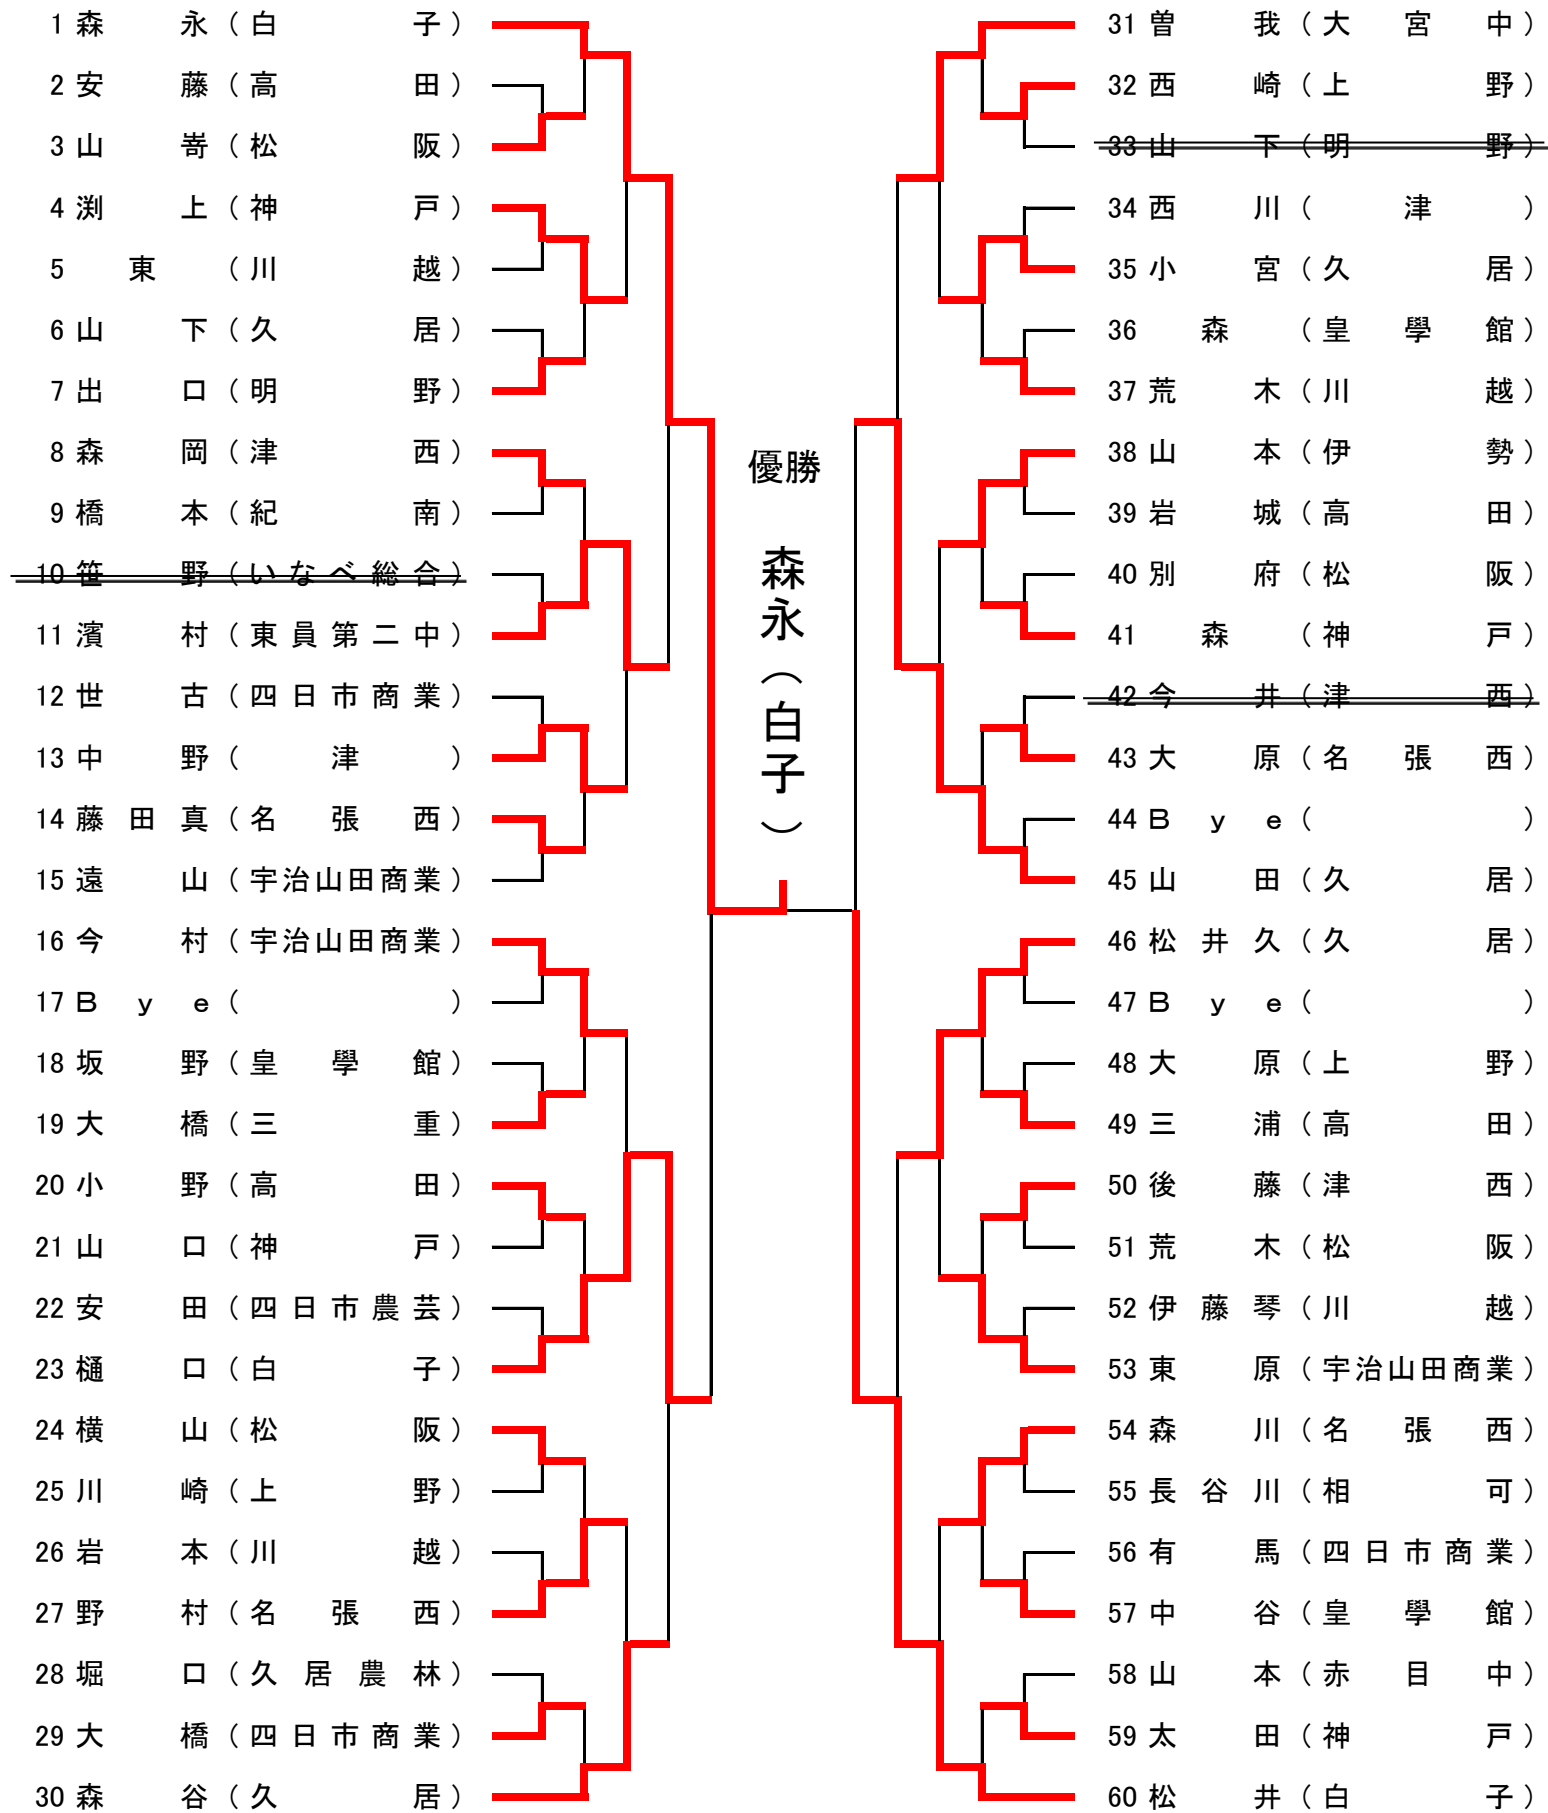 1 森永（白子）
2 安藤（高田）
3 山嵜（松阪）
4 渕上（神戸）
5 東（川越）
6 山下（久居）
7 出口（明野）
8 森岡（津西）
9 橋本（紀南）
10 笹野（いなべ総合）
11 濱村（東員第二中）
12 世古（四日市商業）
13 中野（津）
14 藤田真（名張西）
15 遠山（宇治山田商業）
16 今村（宇治山田商業）
17 Ｂｙｅ（）
18 坂野（皇學館）
19 大橋（三重）
20 小野（高田）
21 山口（神戸）
22 安田（四日市農芸）
23 樋口（白子）
24 横山（松阪）
25 川崎（上野）
26 岩本（川越）
27 野村（名張西）
28 堀口（久居農林）
29 大橋（四日市商業）
30 森谷（久居）
優勝
森永（白子）
31 曽我（大宮中）
32 西崎（上野）
33 山下（明野）
34 西川（津）
35 小宮（久居）
36 森（皇學館）
37 荒木（川越）
38 山本（伊勢）
39 岩城（高田）
40 別府（松阪）
41 森（神戸）
42 今井（津西）
43 大原（名張西）
44 Ｂｙｅ（）
45 山田（久居）
46 松井久（久居）
47 Ｂｙｅ（）
48 大原（上野）
49 三浦（高田）
50 後藤（津西）
51 荒木（松阪）
52 伊藤琴（川越）
53 東原（宇治山田商業）
54 森川（名張西）
55 長谷川（相可）
56 有馬（四日市商業）
57 中谷（皇學館）
58 山本（赤目中）
59 太田（神戸）
60 松井（白子）